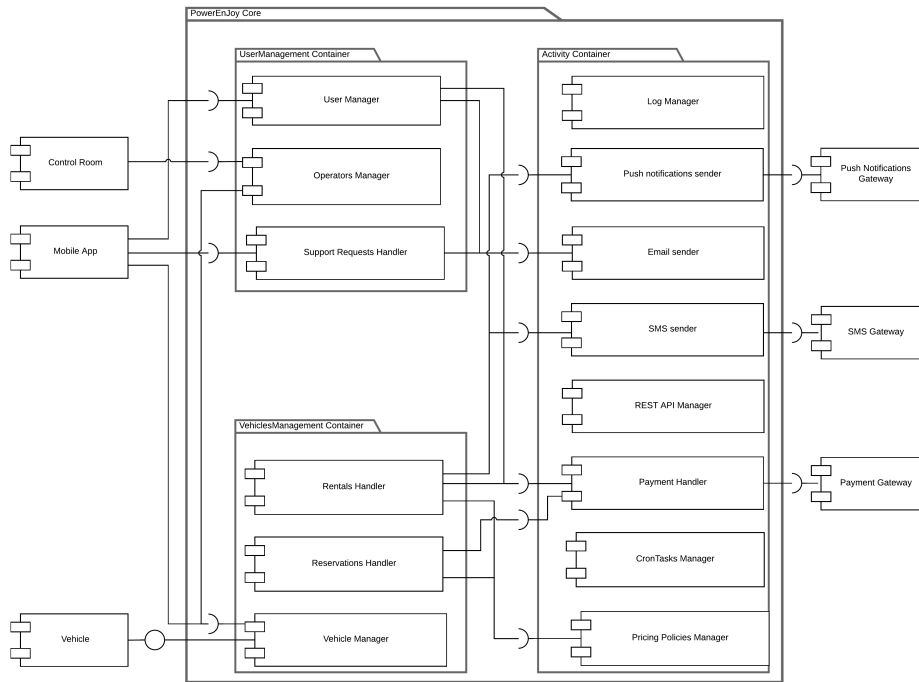 PowerEnJoy Core
UserManagement Container
Activity Container
User Manager
Log Manager
Control Room
Operators Manager
Push notifications sender
Push Notifications
Gateway
Mobile App
Support Requests Handler
Email sender
SMS sender
SMS Gateway
REST API Manager
VehiclesManagement Container
Rentals Handler
Payment Handler
Payment Gateway
Reservations Handler
CronTasks Manager
Vehicle
Vehicle Manager
Pricing Policies Manager